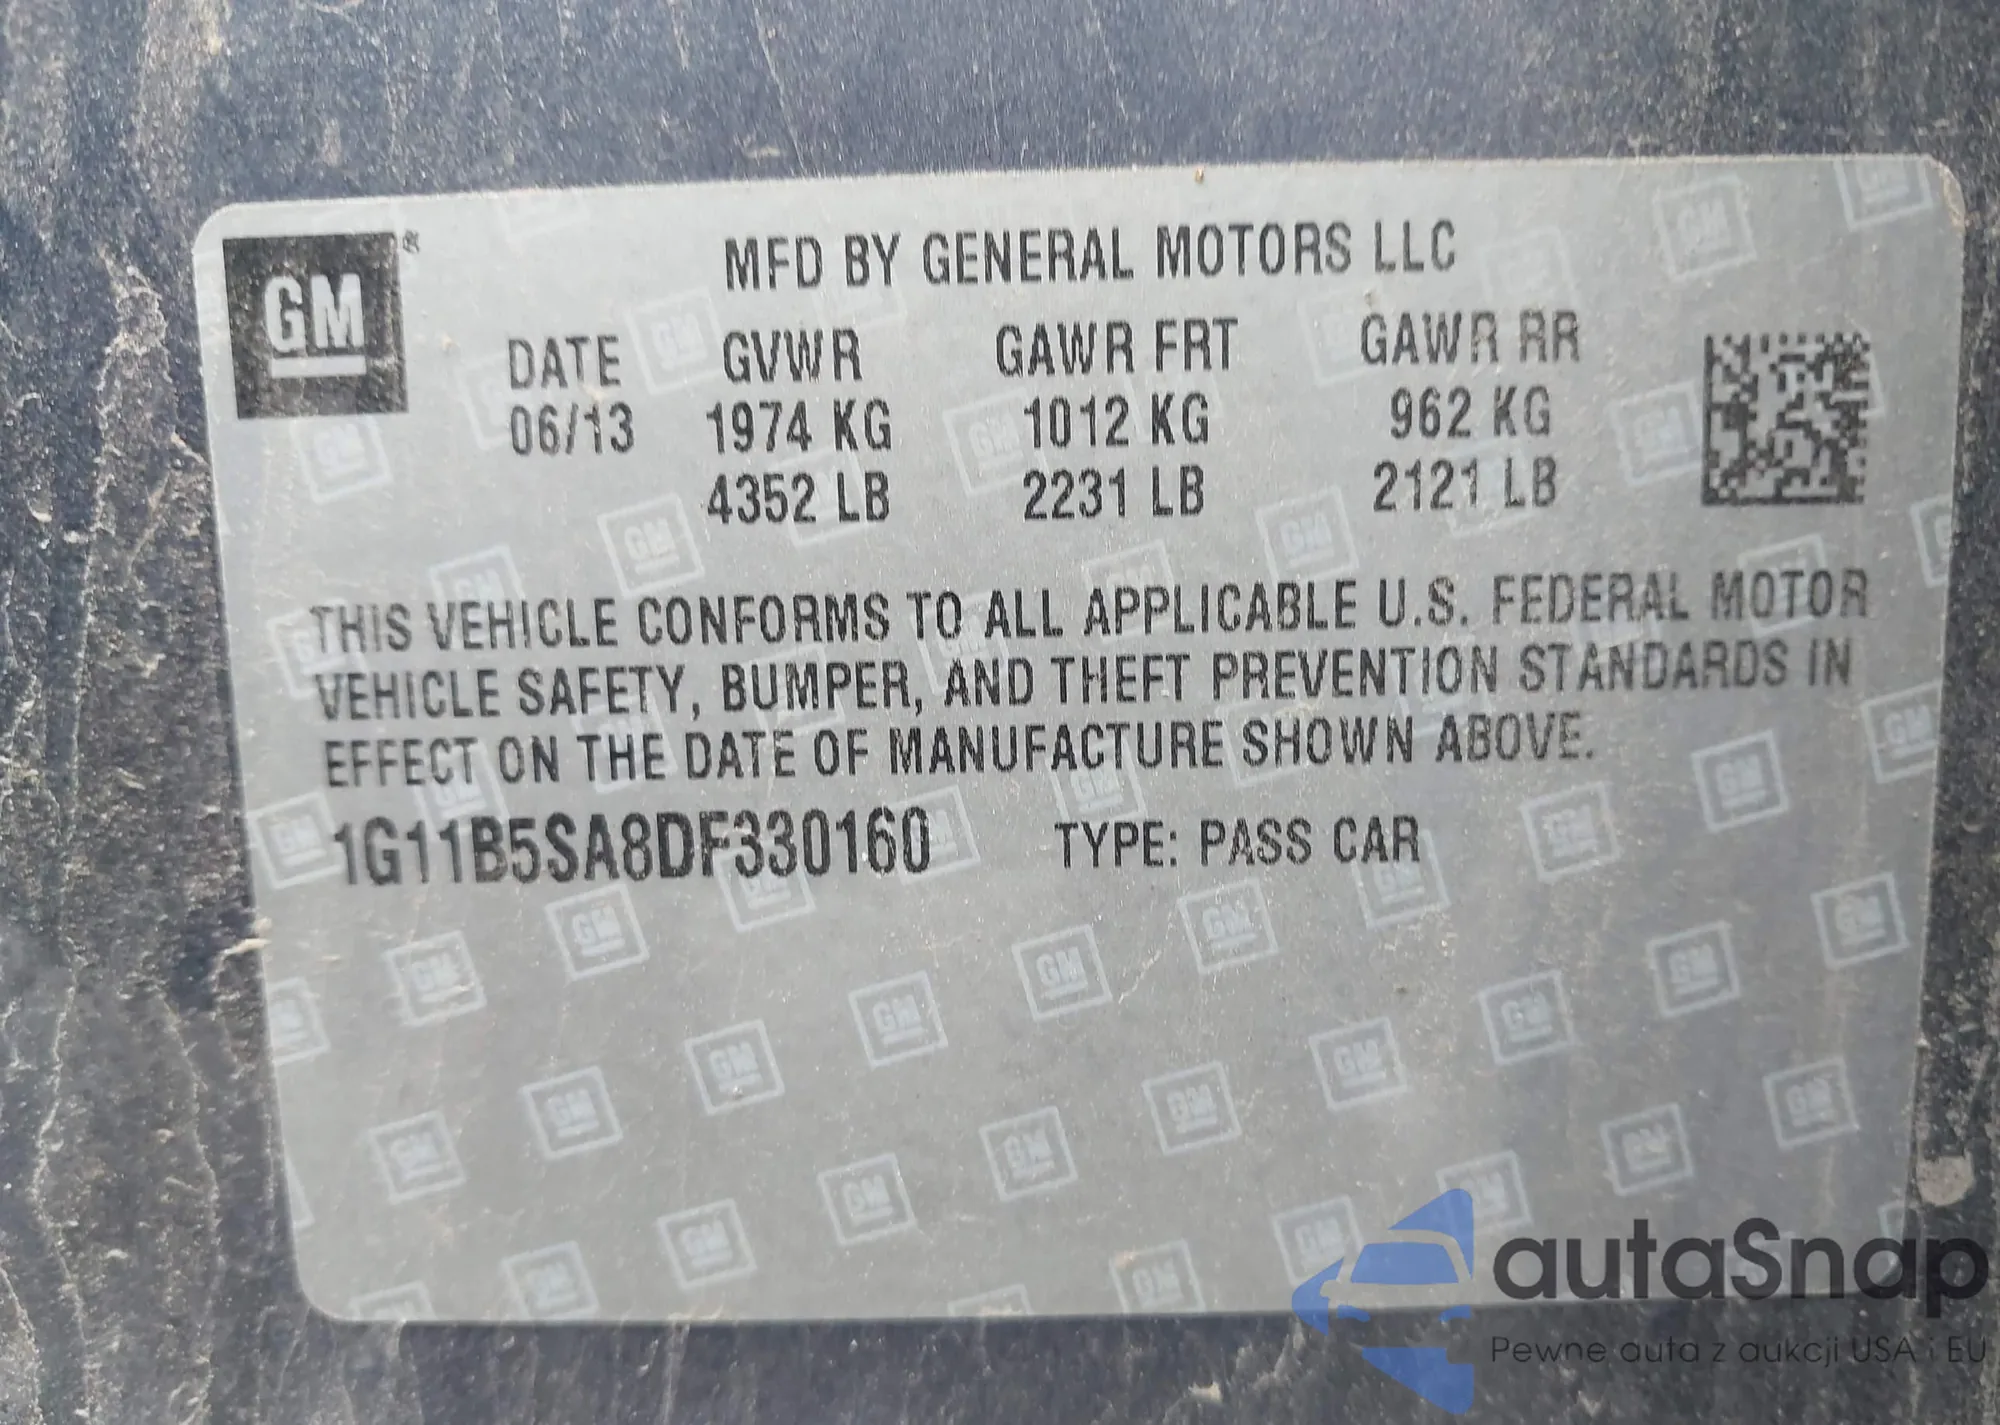 GM®
MFD BY GENERAL MOTORS LLC
DATE GVWR GAWR FRT GAWR RR
06/13 1974 KG 1012 KG 962 KG
4352 LB 2231 LB 2121 LB
THIS VEHICLE CONFORMS TO ALL APPLICABLE U.S. FEDERAL MOTOR
VEHICLE SAFETY, BUMPER, AND THEFT PREVENTION STANDARDS IN
EFFECT ON THE DATE OF MANUFACTURE SHOWN ABOVE.
1G11B5SA8DF330160 TYPE: PASS CAR
autaSnap
Pewne auta z aukcji USA i EU